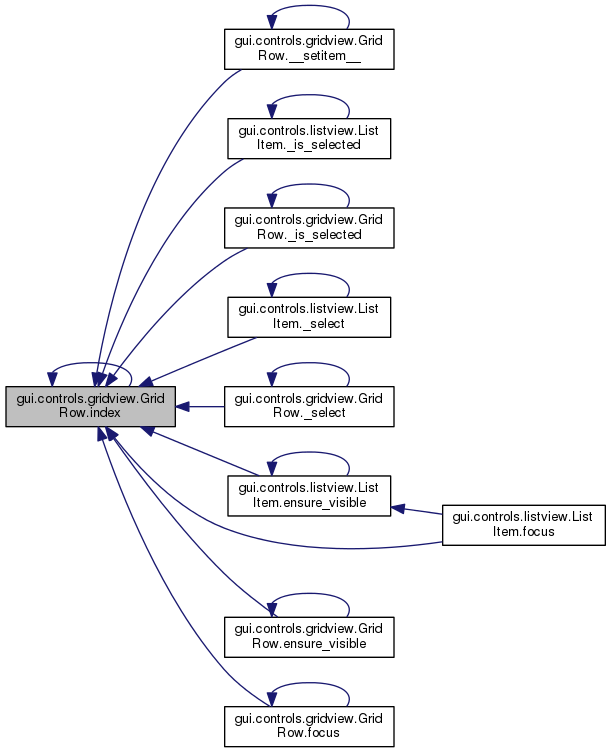 gui.controls.gridview.Grid
Row.__setitem__
gui.controls.listview.List
Item._is_selected
gui.controls.gridview.Grid
Row._is_selected
gui.controls.listview.List
Item._select
gui.controls.gridview.Grid
Row.index
gui.controls.gridview.Grid
Row._select
gui.controls.listview.List
Item.ensure_visible
gui.controls.listview.List
Item.focus
gui.controls.gridview.Grid
Row.ensure_visible
gui.controls.gridview.Grid
Row.focus